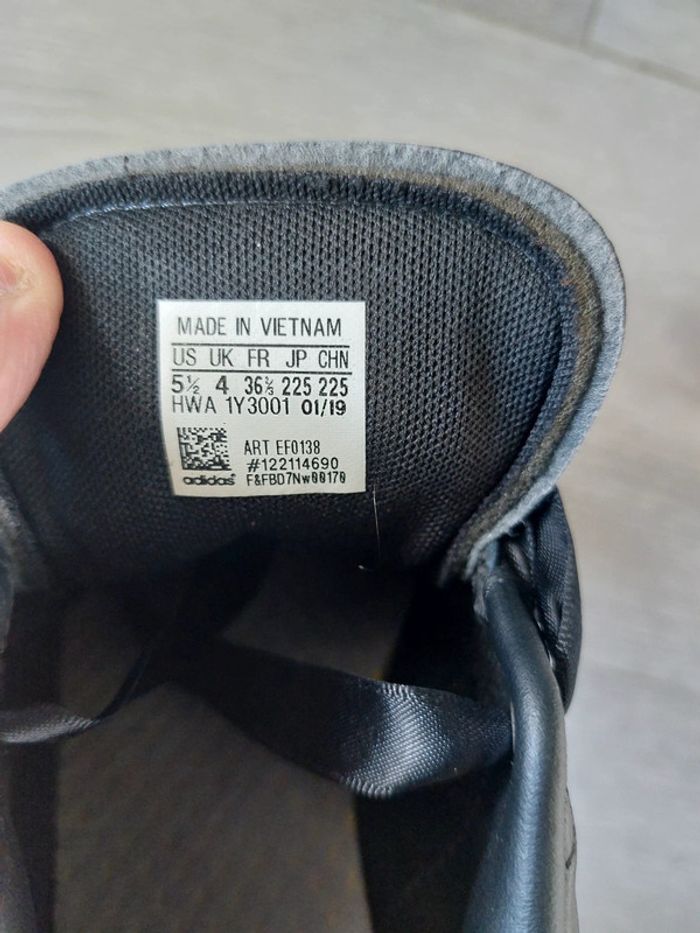 MADE IN VIETNAM
US UK FR JP CHN
5½ 4 36⅔ 225 225
HWA 1Y3001 01/19
ART EF0138
#122114690
adidas F&FBD7Nw00170